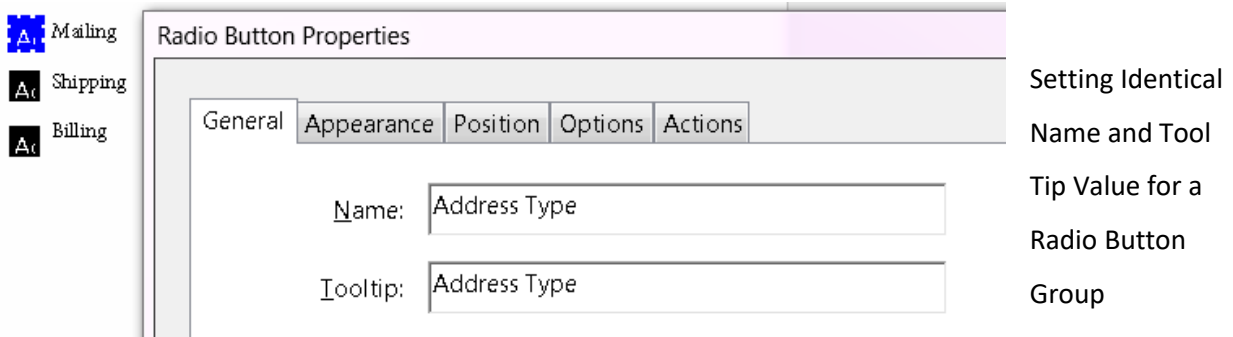 Mailing
Shipping
Billing
Radio Button Properties
General Appearance Position Options Actions
Name: Address Type
Tooltip: Address Type
Setting Identical
Name and Tool
Tip Value for a
Radio Button
Group